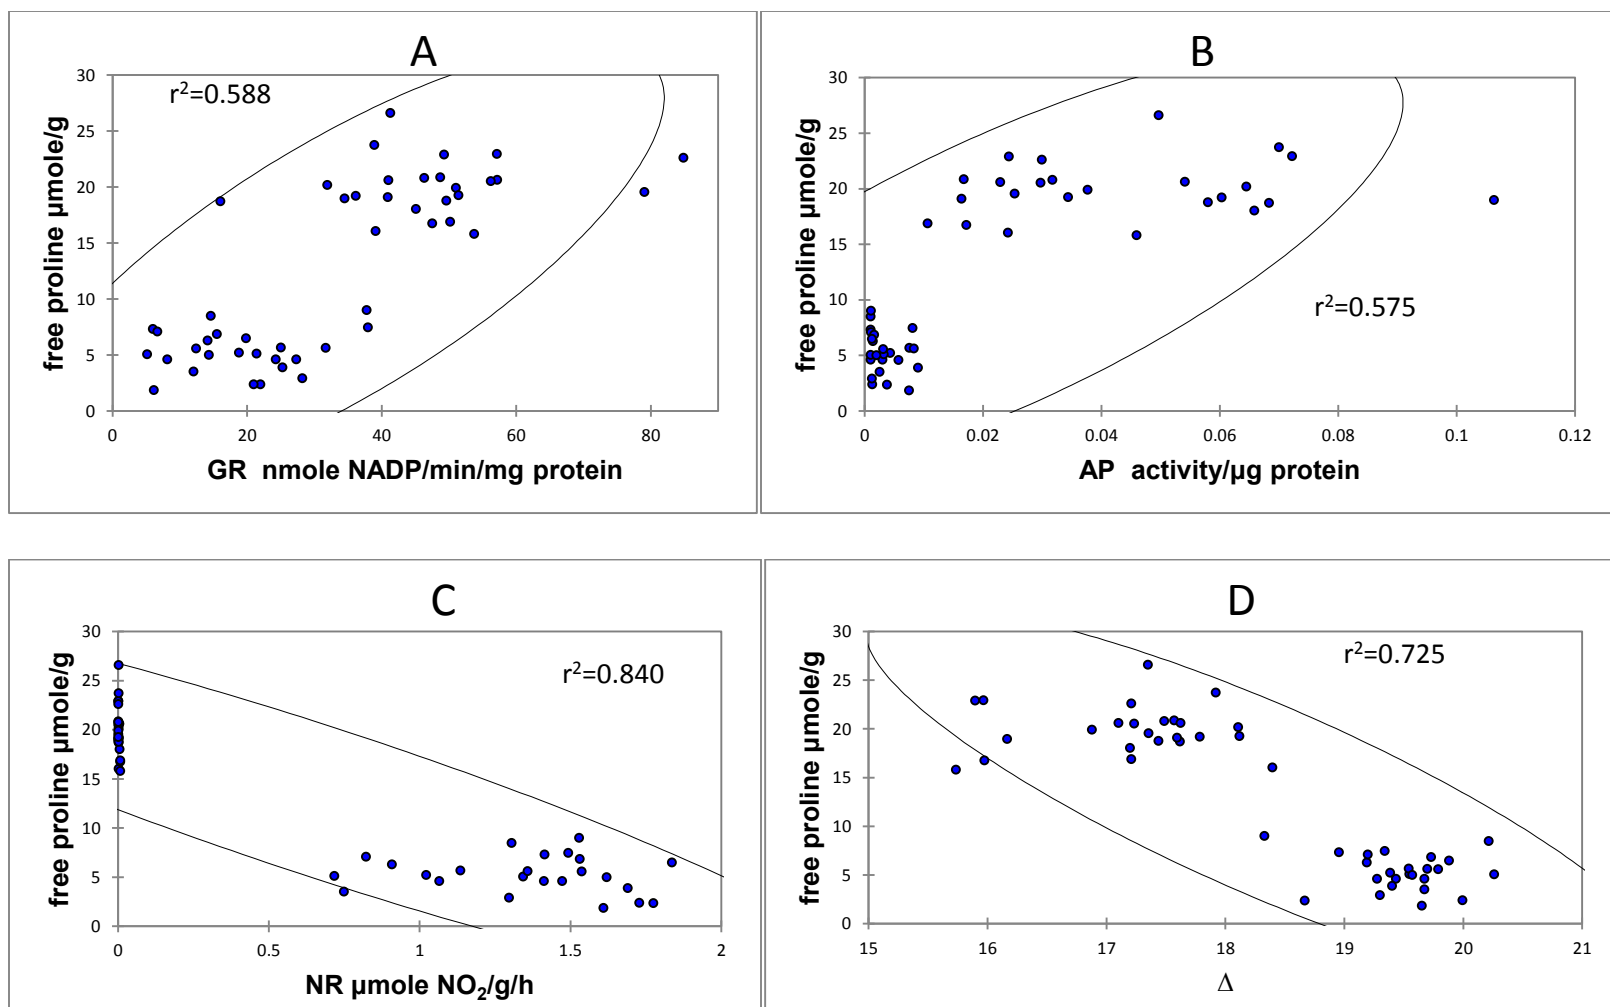 A
r²=0.588
free proline µmole/g
30
25
20
15
10
5
0
0 20 40 60 80
GR nmole NADP/min/mg protein
B
r²=0.575
free proline µmole/g
30
25
20
15
10
5
0
0 0.02 0.04 0.06 0.08 0.1 0.12
AP activity/µg protein
C
r²=0.840
free proline µmole/g
30
25
20
15
10
5
0
0 0.5 1 1.5 2
NR µmole NO₂/g/h
D
r²=0.725
free proline µmole/g
30
25
20
15
10
5
0
15 16 17 18 19 20 21
Δ